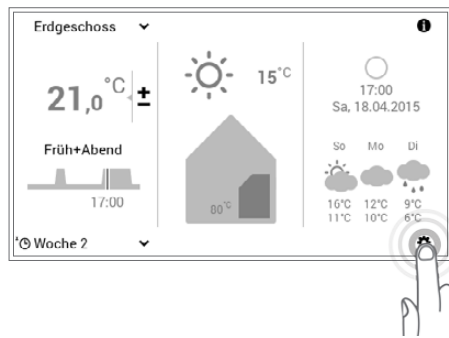 Erdgeschoss
21,0 °C ±
Früh+Abend
17:00
Woche 2
15°C
80°C
17:00
Sa, 18.04.2015
So Mo Di
16°C 12°C 9°C
11°C 10°C 6°C